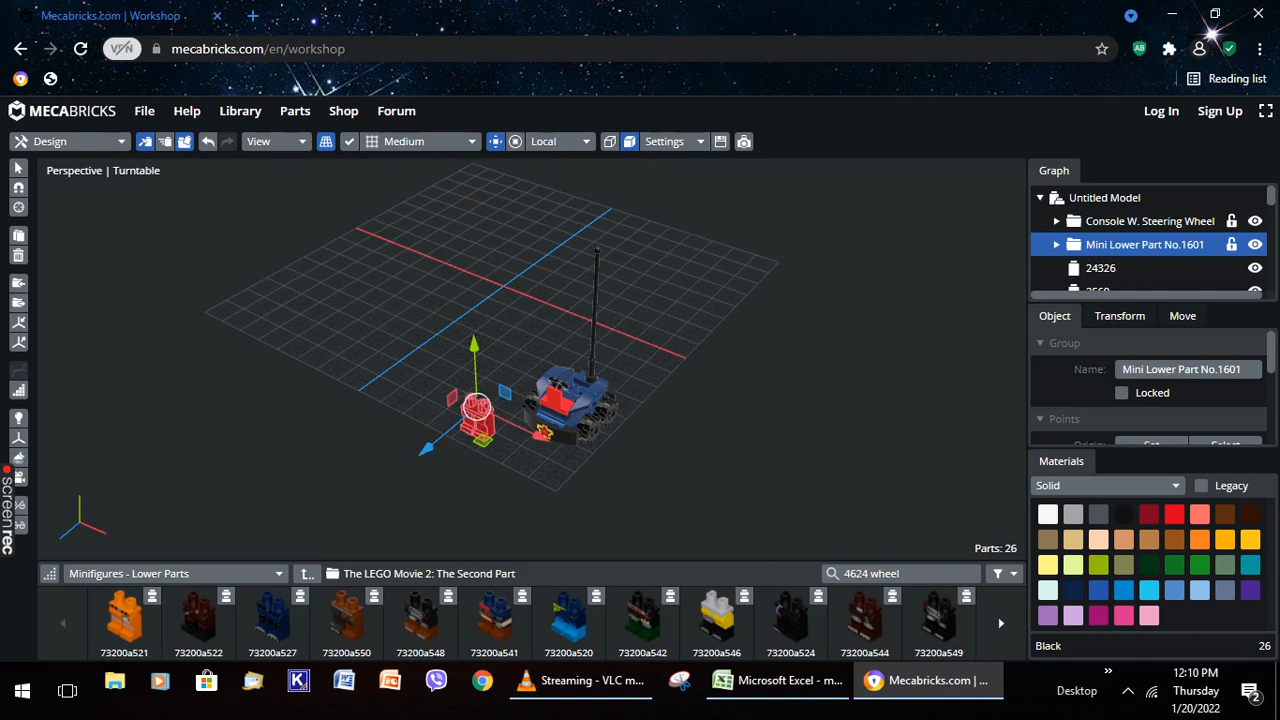 Mecabricks.com | Workshop
VPN
mecabricks.com/en/workshop
AB
Reading list
MECABRICKS
File
Help
Library
Parts
Shop
Forum
Log In
Sign Up
Design
View
Medium
Local
Settings
Perspective | Turntable
Graph
Untitled Model
Console W. Steering Wheel
Mini Lower Part No.1601
24326
Object
Transform
Move
Group
Name:
Mini Lower Part No.1601
Locked
Points
Materials
Solid
Legacy
screenrec
Parts: 26
Minifigures - Lower Parts
The LEGO Movie 2: The Second Part
4624 wheel
73200a521
73200a522
73200a527
73200a550
73200a548
73200a541
73200a520
73200a542
73200a546
73200a524
73200a544
73200a549
Black
26
Streaming - VLC m...
Microsoft Excel - m...
Mecabricks.com | ...
Desktop
12:10 PM
Thursday
1/20/2022
2